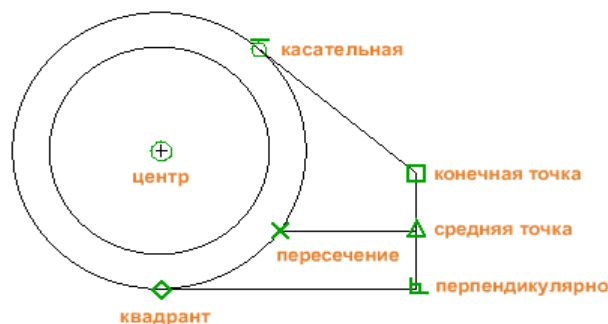 касательная
центр
конечная точка
средняя точка
пересечение
перпендикулярно
квадрант